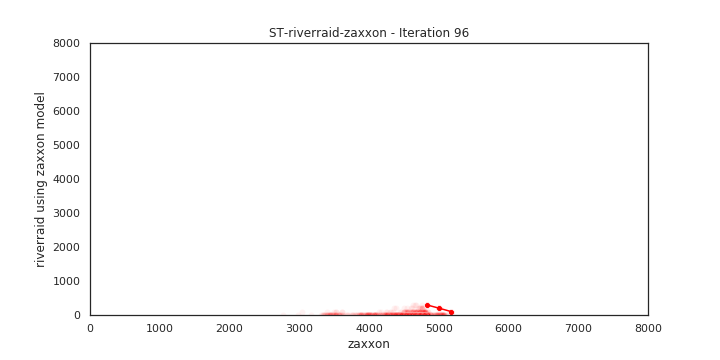 ST-riverraid-zaxxon - Iteration 96
8000
7000
6000
5000
4000
3000
2000
1000
0
riverraid using zaxxon model
0 1000 2000 3000 4000 5000 6000 7000 8000
zaxxon